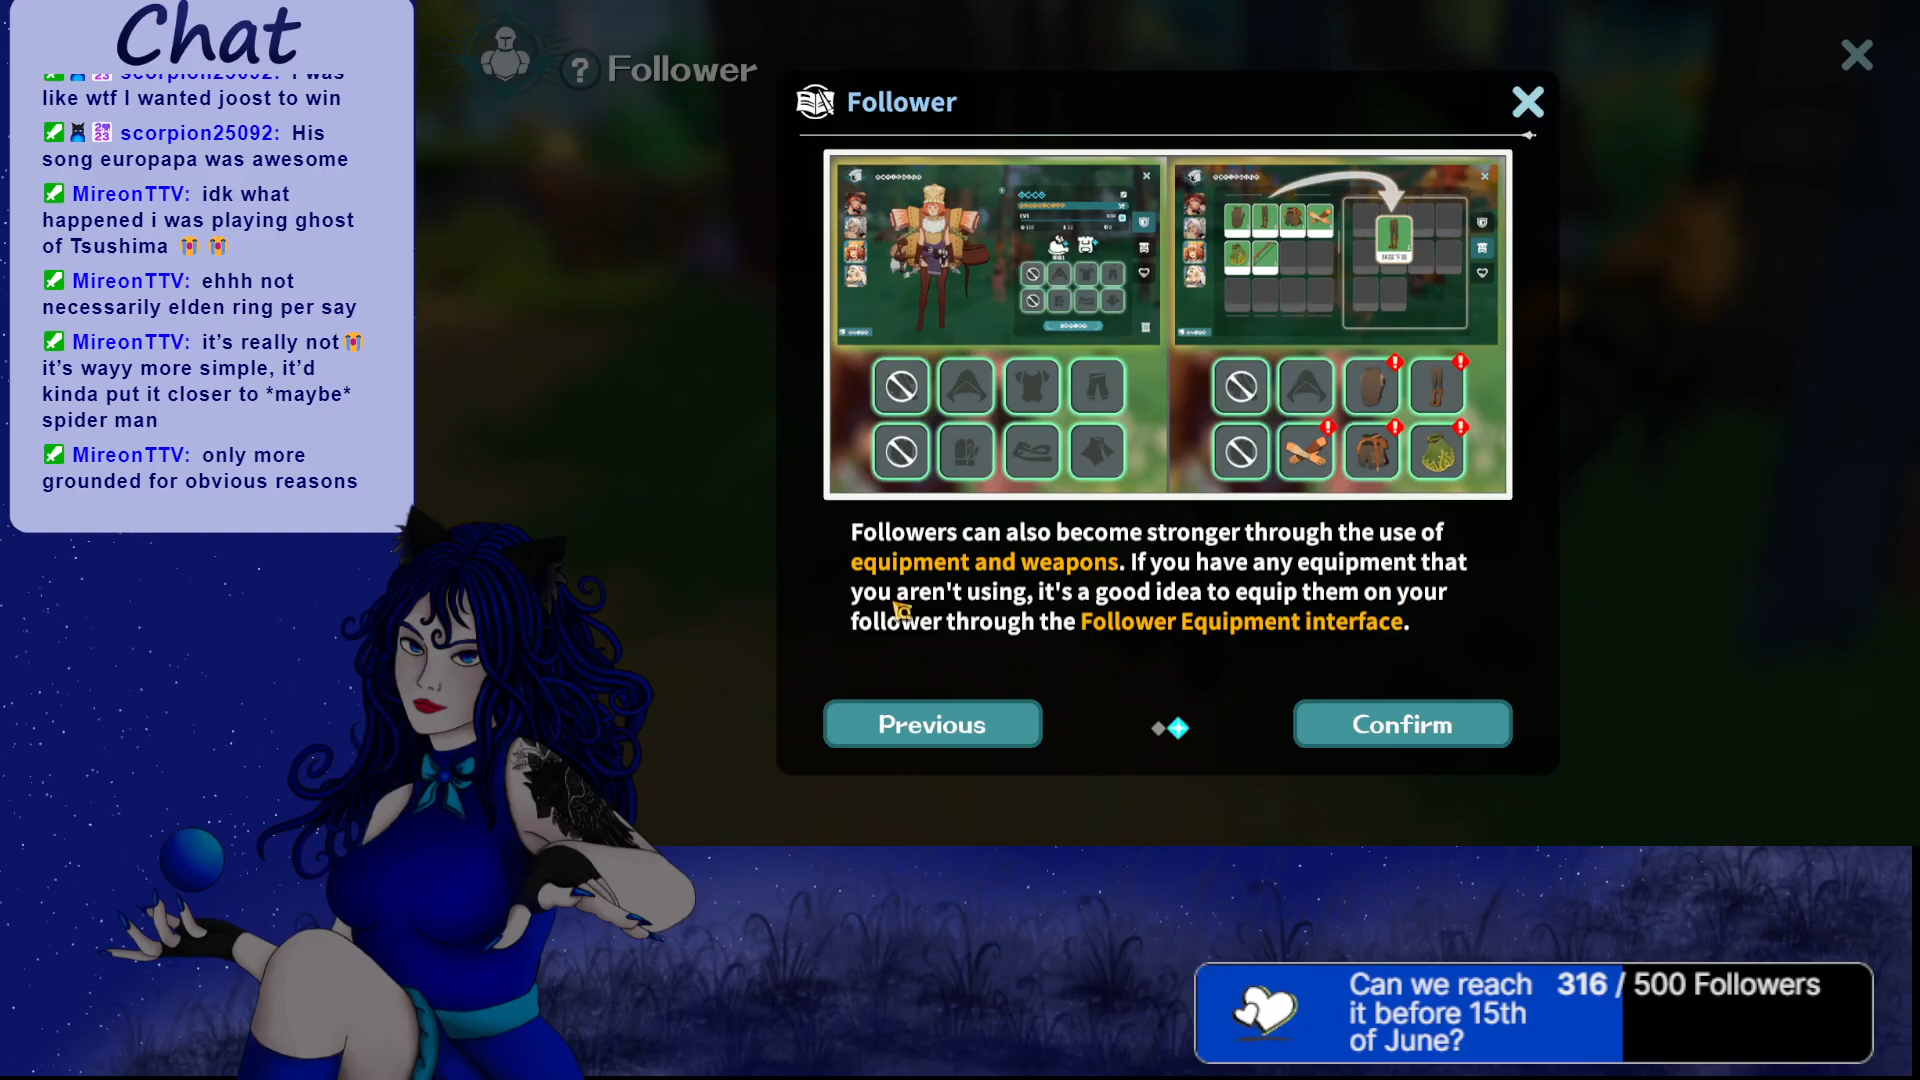 Chat
scorpion25092: I was
like wtf I wanted joost to win
scorpion25092: His
song europapa was awesome
MireonTTV: idk what
happened i was playing ghost
of Tsushima
MireonTTV: ehhh not
necessarily elden ring per say
MireonTTV: it's really not
it's wayy more simple, it'd
kinda put it closer to *maybe*
spider man
MireonTTV: only more
grounded for obvious reasons
? Follower
Follower
Followers can also become stronger through the use of
equipment and weapons. If you have any equipment that
you aren't using, it's a good idea to equip them on your
follower through the Follower Equipment interface.
Previous
Confirm
Can we reach
it before 15th
of June?
316 / 500 Followers